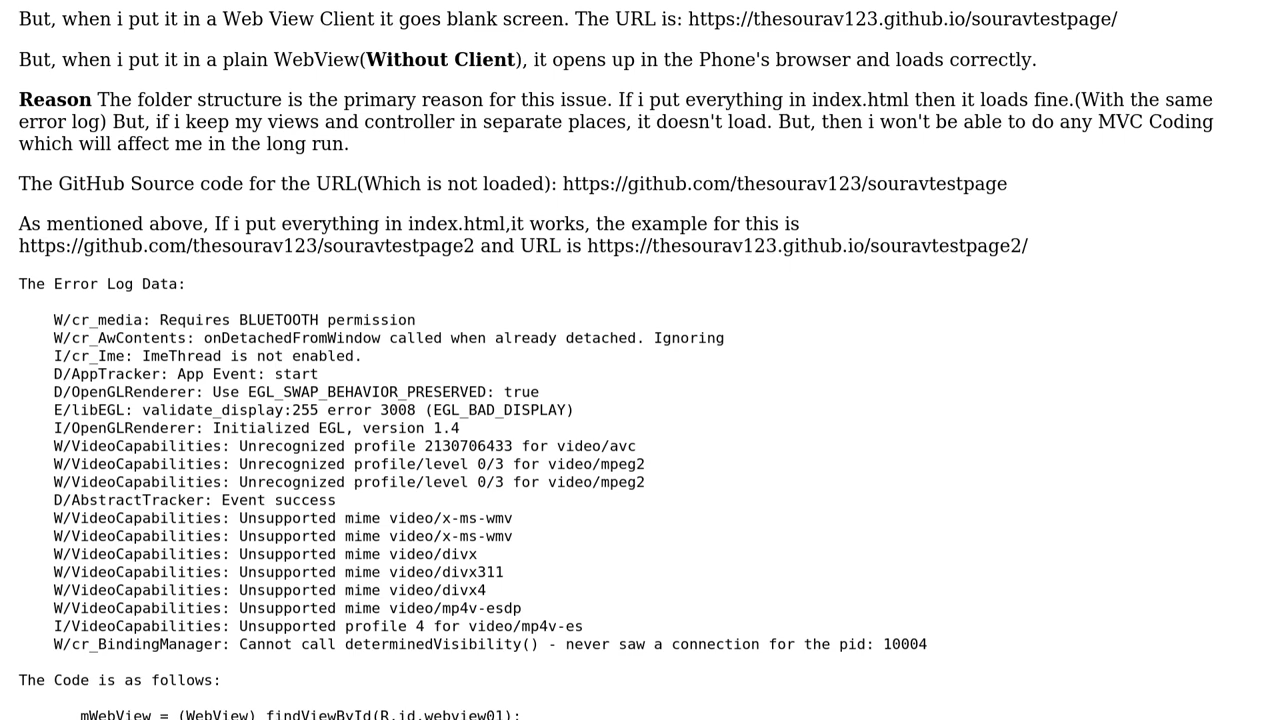 But, when i put it in a Web View Client it goes blank screen. The URL is: https://thesourav123.github.io/souravtestpage/
But, when i put it in a plain WebView(Without Client), it opens up in the Phone's browser and loads correctly.
Reason The folder structure is the primary reason for this issue. If i put everything in index.html then it loads fine.(With the same
error log) But, if i keep my views and controller in separate places, it doesn't load. But, then i won't be able to do any MVC Coding
which will affect me in the long run.
The GitHub Source code for the URL(Which is not loaded): https://github.com/thesourav123/souravtestpage
As mentioned above, If i put everything in index.html,it works, the example for this is
https://github.com/thesourav123/souravtestpage2 and URL is https://thesourav123.github.io/souravtestpage2/
The Error Log Data:
W/cr_media: Requires BLUETOOTH permission
W/cr_AwContents: onDetachedFromWindow called when already detached. Ignoring
I/cr_Ime: ImeThread is not enabled.
D/AppTracker: App Event: start
D/OpenGLRenderer: Use EGL_SWAP_BEHAVIOR_PRESERVED: true
E/libEGL: validate_display:255 error 3008 (EGL_BAD_DISPLAY)
I/OpenGLRenderer: Initialized EGL, version 1.4
W/VideoCapabilities: Unrecognized profile 2130706433 for video/avc
W/VideoCapabilities: Unrecognized profile/level 0/3 for video/mpeg2
W/VideoCapabilities: Unrecognized profile/level 0/3 for video/mpeg2
D/AbstractTracker: Event success
W/VideoCapabilities: Unsupported mime video/x-ms-wmv
W/VideoCapabilities: Unsupported mime video/x-ms-wmv
W/VideoCapabilities: Unsupported mime video/divx
W/VideoCapabilities: Unsupported mime video/divx311
W/VideoCapabilities: Unsupported mime video/divx4
W/VideoCapabilities: Unsupported mime video/mp4v-esdp
I/VideoCapabilities: Unsupported profile 4 for video/mp4v-es
W/cr_BindingManager: Cannot call determinedVisibility() - never saw a connection for the pid: 10004
The Code is as follows:
mWebView = (WebView) findViewById(R.id.webview01);